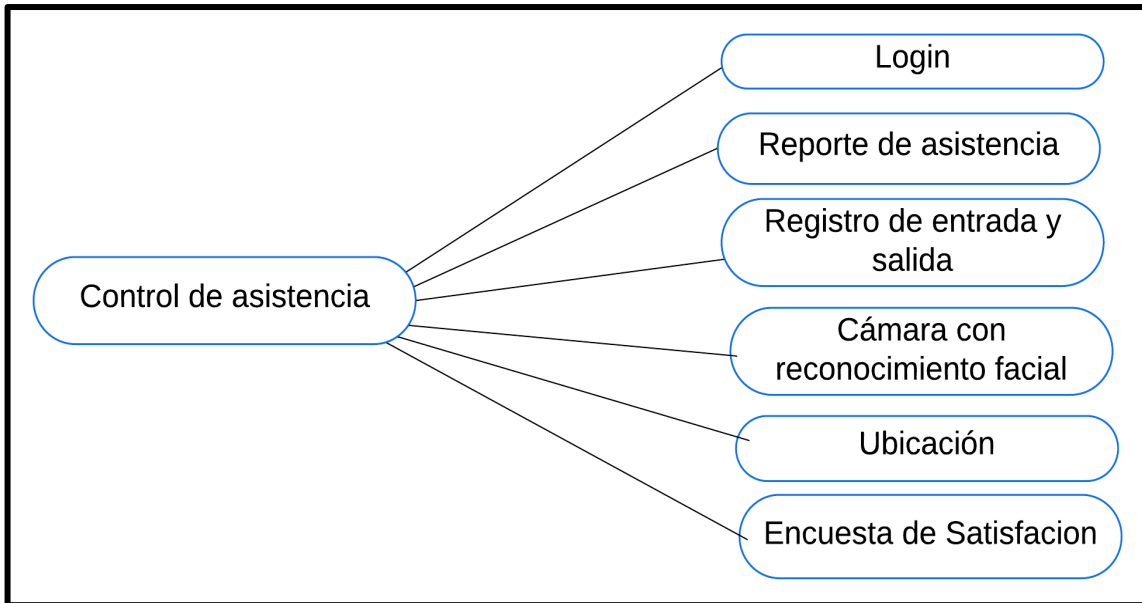 Login
Reporte de asistencia
Registro de entrada y
salida
Control de asistencia
Cámara con
reconocimiento facial
Ubicación
Encuesta de Satisfacion